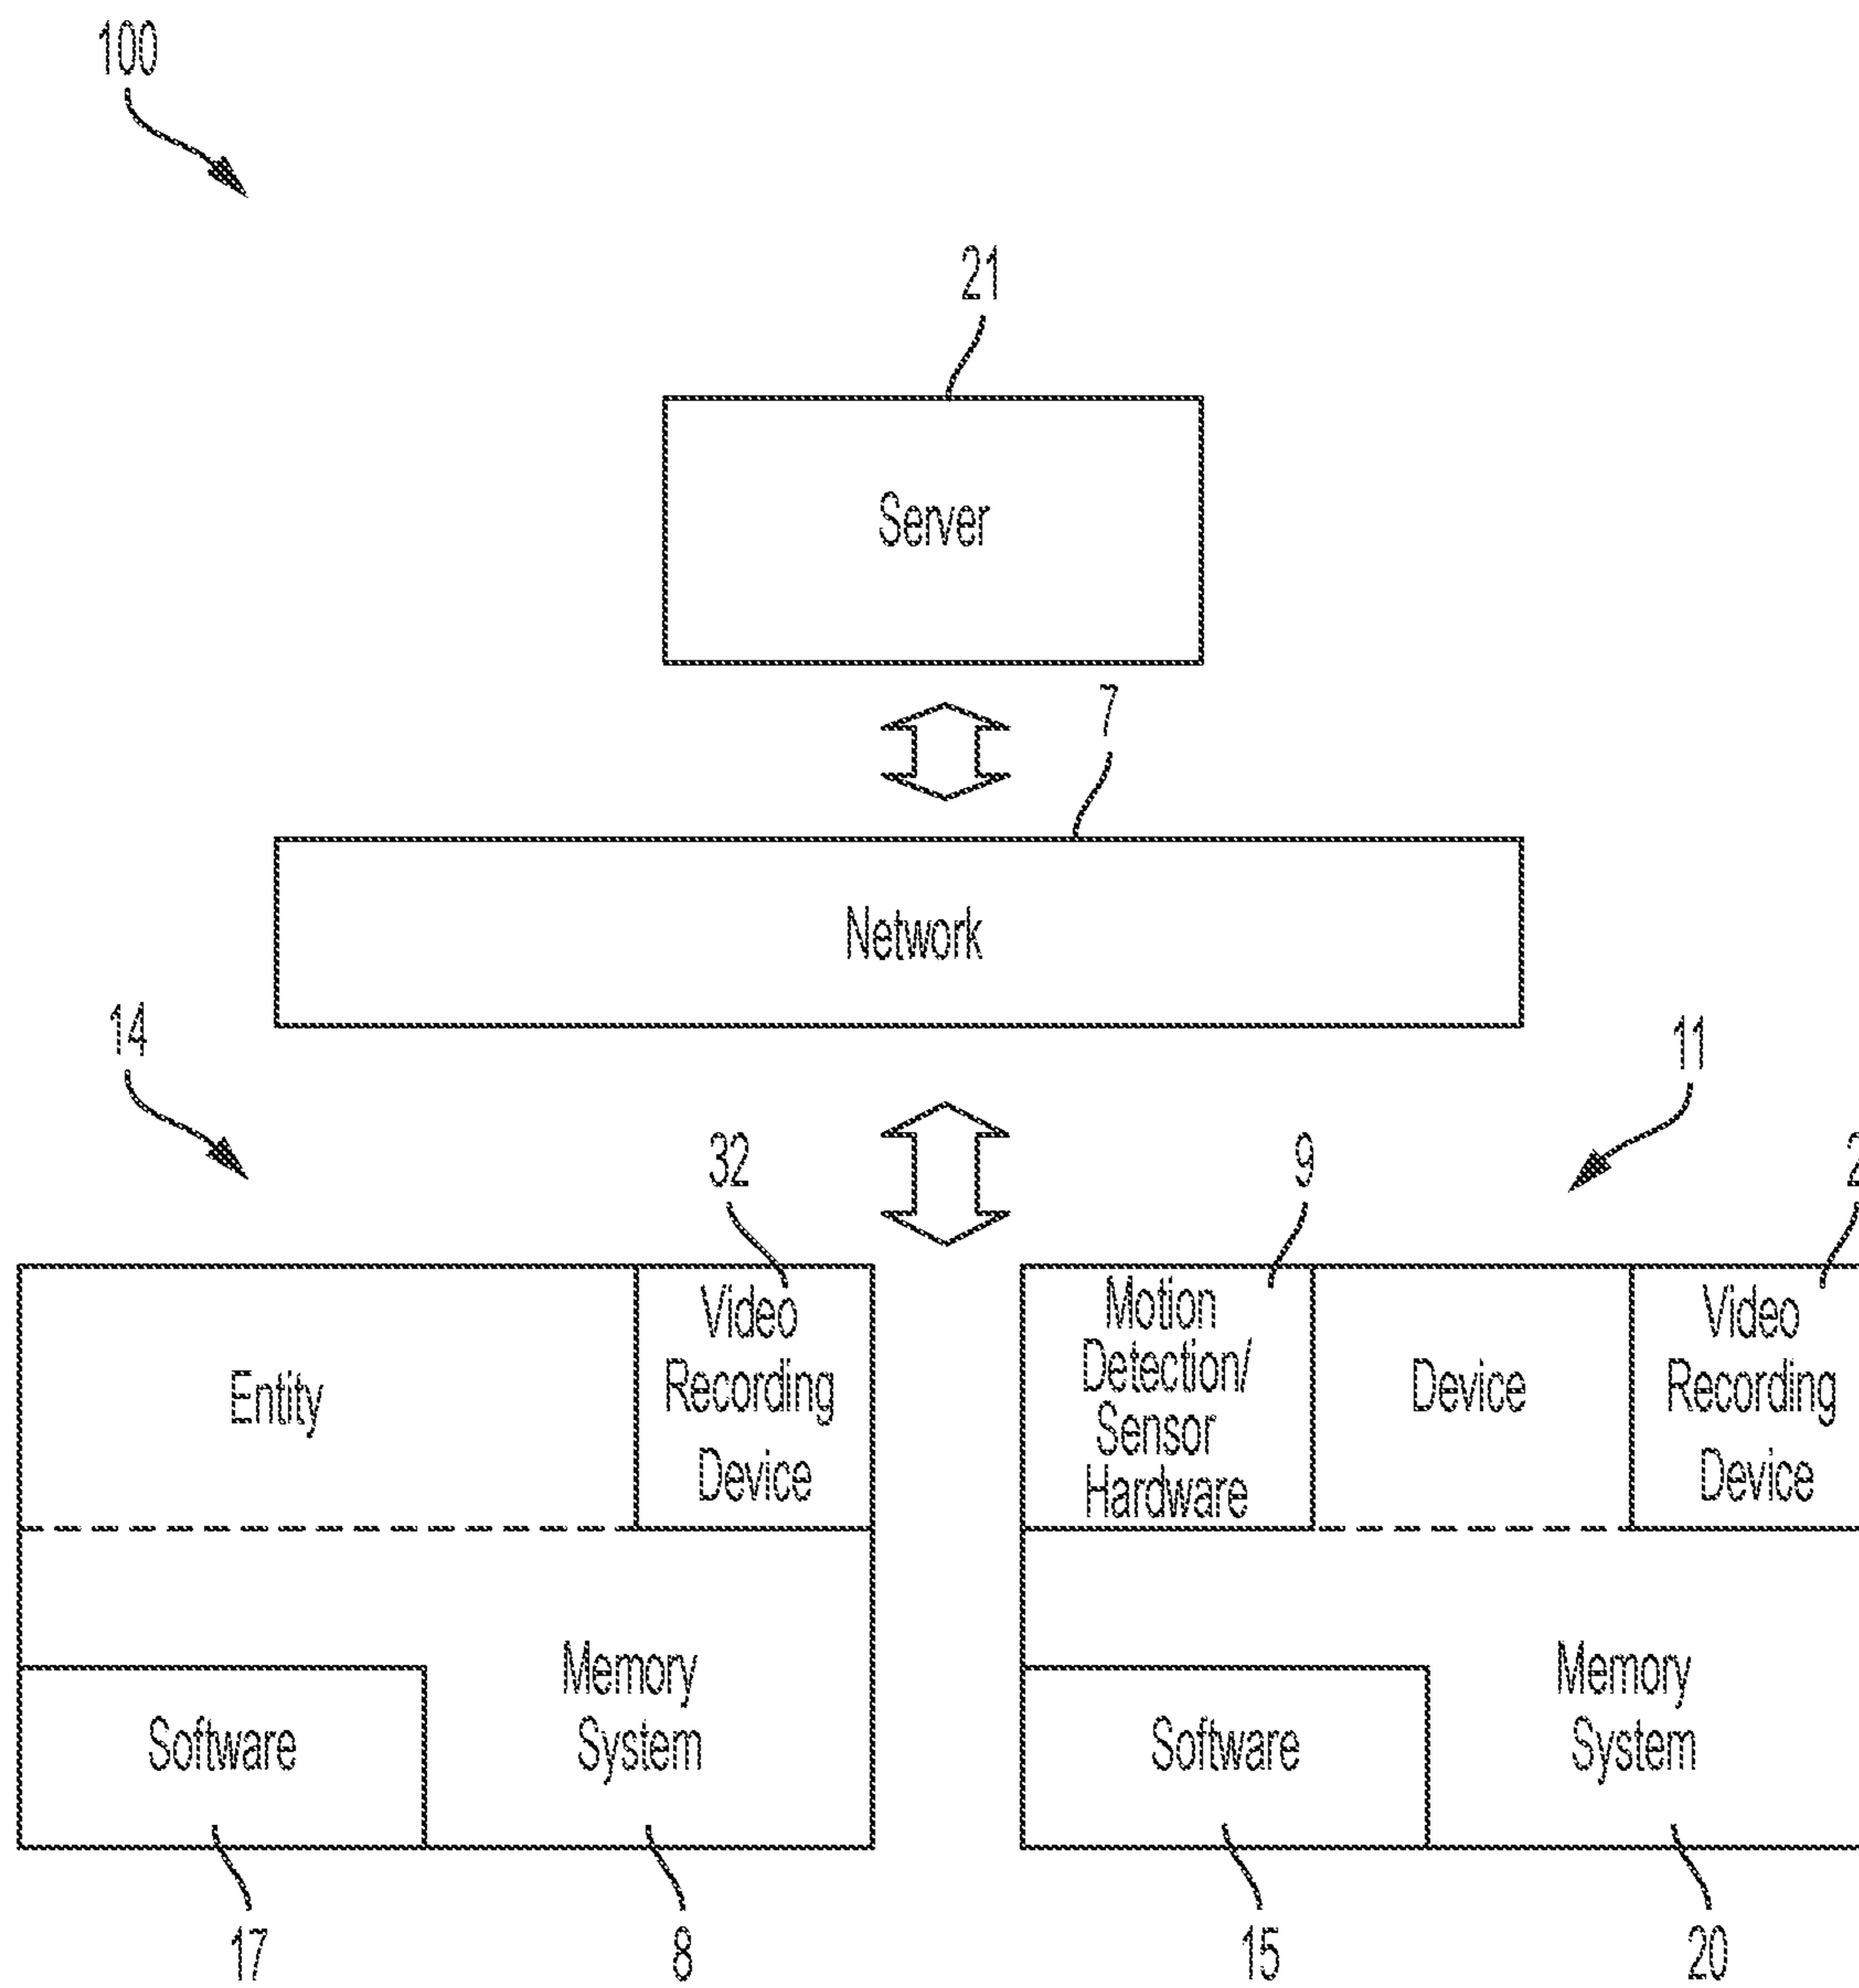 100
21
Server
7
Network
14
11
32
9
Entity
Video
Recording
Device
Motion
Detection/
Sensor
Hardware
Device
Video
Recording
Device
Software
Memory
System
Software
Memory
System
17
8
15
20